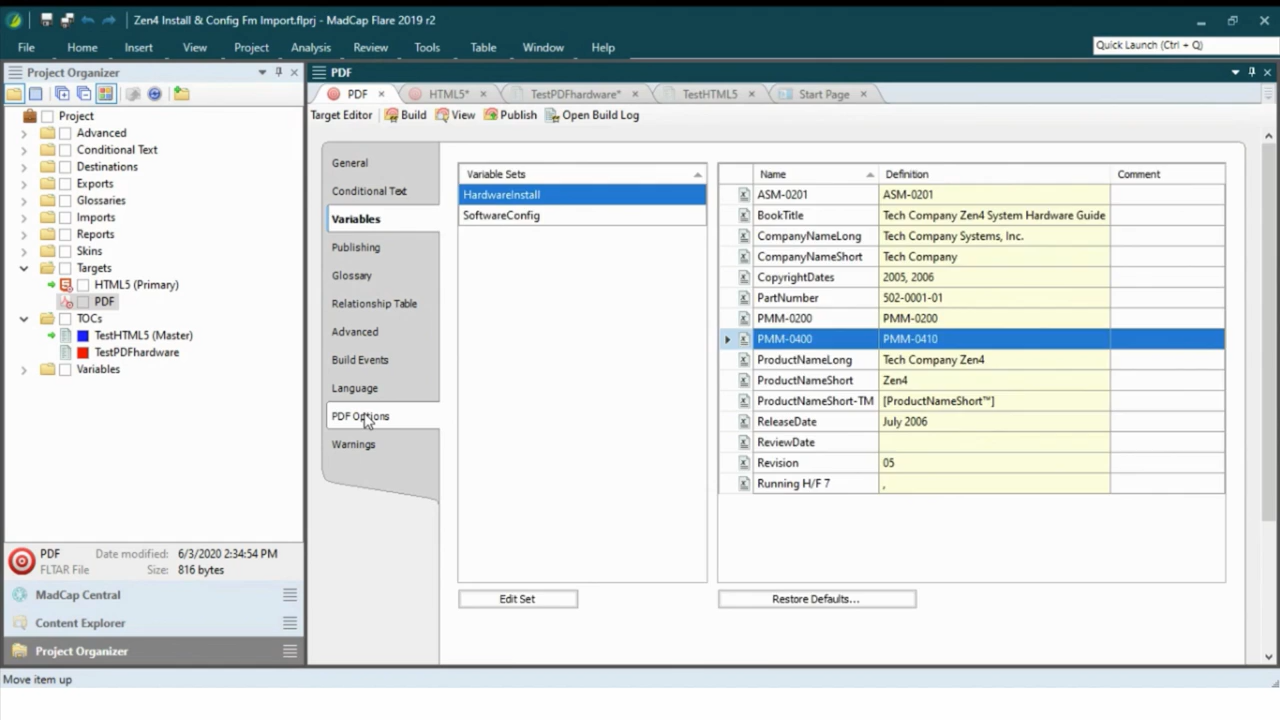 Zen4 Install & Config Fm Import.flprj - MadCap Flare 2019 r2
File Home Insert View Project Analysis Review Tools Table Window Help Quick Launch (Ctrl + Q)
Project Organizer
PDF
PDF HTML5* TestPDFhardware* TestHTML5 Start Page
Target Editor Build View Publish Open Build Log
Project
Advanced
Conditional Text
Destinations
Exports
Glossaries
Imports
Reports
Skins
Targets
HTML5 (Primary)
PDF
TOCs
TestHTML5 (Master)
TestPDFhardware
Variables
PDF Date modified: 6/3/2020 2:34:54 PM
FLTAR File Size: 816 bytes
MadCap Central
Content Explorer
Project Organizer
General
Conditional Text
Variables
Publishing
Glossary
Relationship Table
Advanced
Build Events
Language
PDF Options
Warnings
Variable Sets
HardwareInstall
SoftwareConfig
Edit Set
Name Definition Comment
ASM-0201 ASM-0201
BookTitle Tech Company Zen4 System Hardware Guide
CompanyNameLong Tech Company Systems, Inc.
CompanyNameShort Tech Company
CopyrightDates 2005, 2006
PartNumber 502-0001-01
PMM-0200 PMM-0200
PMM-0400 PMM-0410
ProductNameLong Tech Company Zen4
ProductNameShort Zen4
ProductNameShort-TM [ProductNameShort™]
ReleaseDate July 2006
ReviewDate
Revision 05
Running H/F 7 ,
Restore Defaults...
Move item up